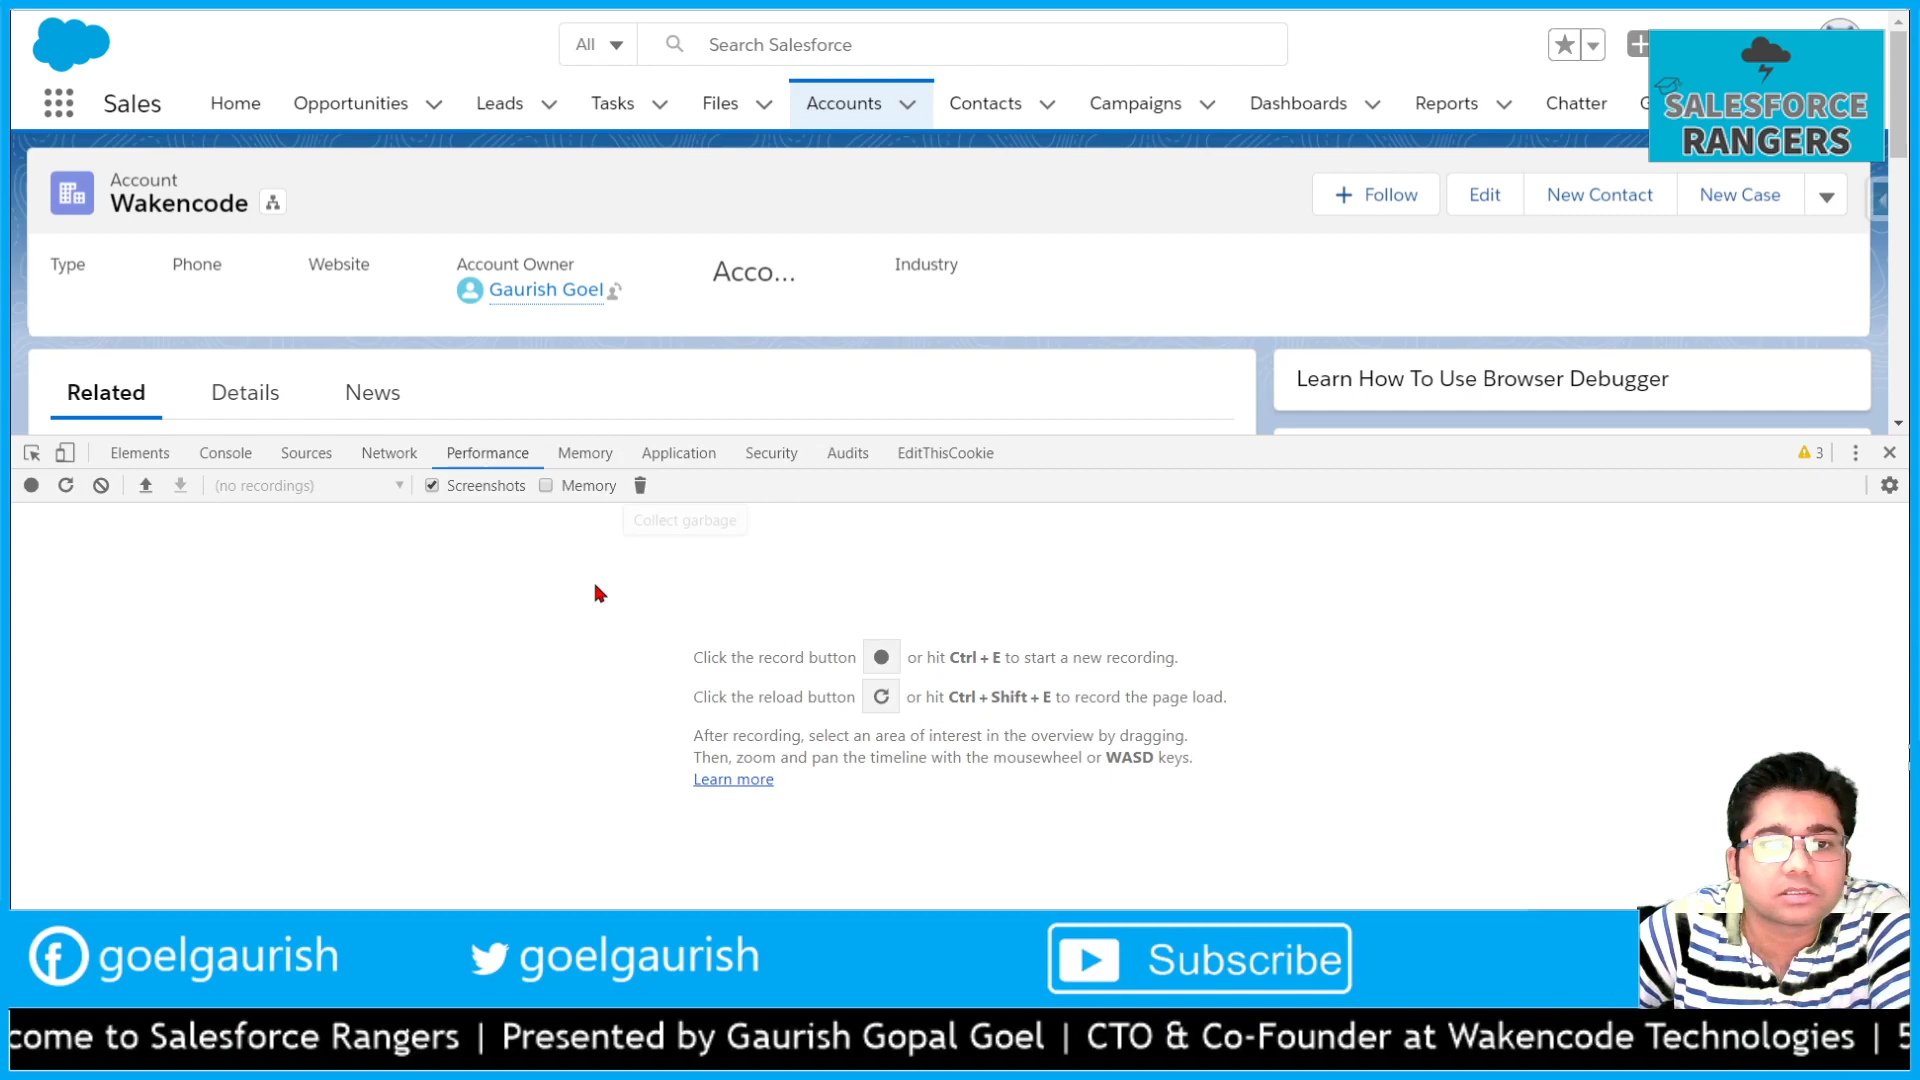 All
Search Salesforce
SALESFORCE
RANGERS
Sales Home Opportunities Leads Tasks Files Accounts Contacts Campaigns Dashboards Reports Chatter G
Account
Wakencode
Follow Edit New Contact New Case
Type Phone Website Account Owner Acco... Industry
Gaurish Goel
Related Details News
Learn How To Use Browser Debugger
Elements Console Sources Network Performance Memory Application Security Audits EditThisCookie 3
(no recordings) Screenshots Memory
Collect garbage
Click the record button or hit Ctrl + E to start a new recording.
Click the reload button or hit Ctrl + Shift + E to record the page load.
After recording, select an area of interest in the overview by dragging.
Then, zoom and pan the timeline with the mousewheel or WASD keys.
Learn more
goelgaurish goelgaurish Subscribe
come to Salesforce Rangers | Presented by Gaurish Gopal Goel | CTO & Co-Founder at Wakencode Technologies | 5